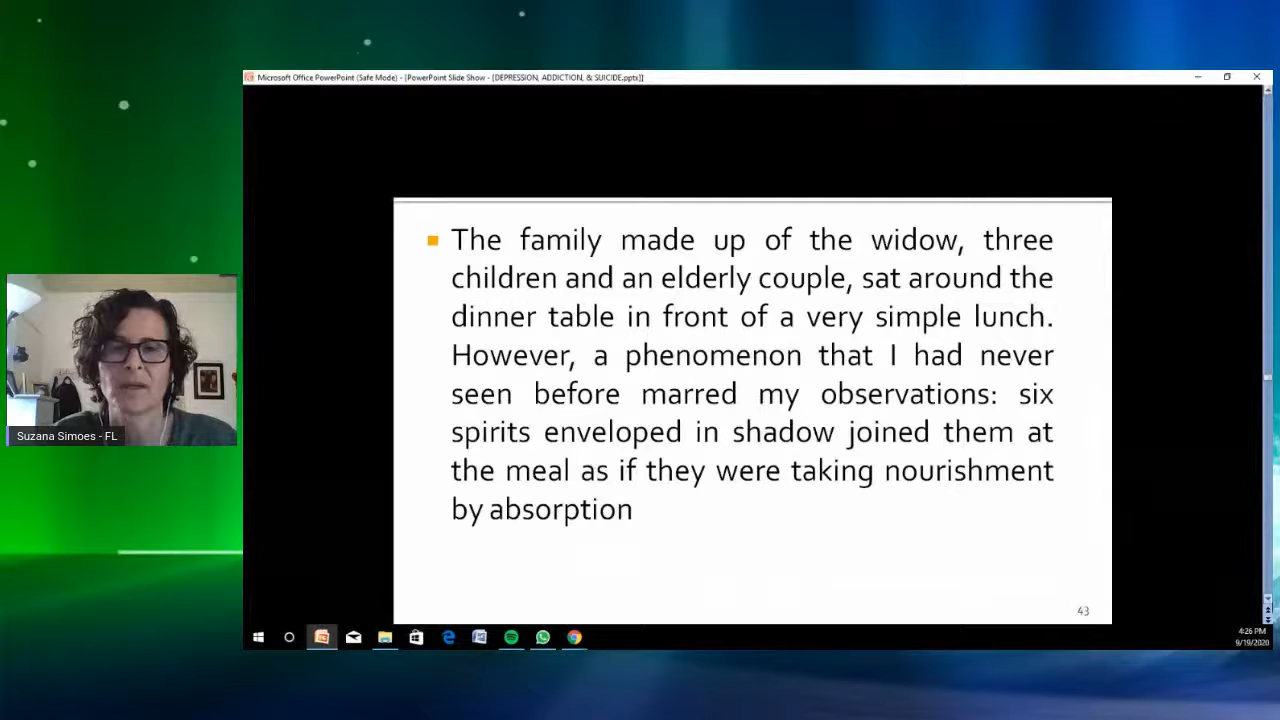 Microsoft Office PowerPoint (Safe Mode) - [PowerPoint Slide Show - [DEPRESSION, ADDICTION, & SUICIDE.pptx]]
The family made up of the widow, three
children and an elderly couple, sat around the
dinner table in front of a very simple lunch.
However, a phenomenon that I had never
seen before marred my observations: six
spirits enveloped in shadow joined them at
the meal as if they were taking nourishment
by absorption
43
Suzana Simoes - FL
4:26 PM
9/19/2020